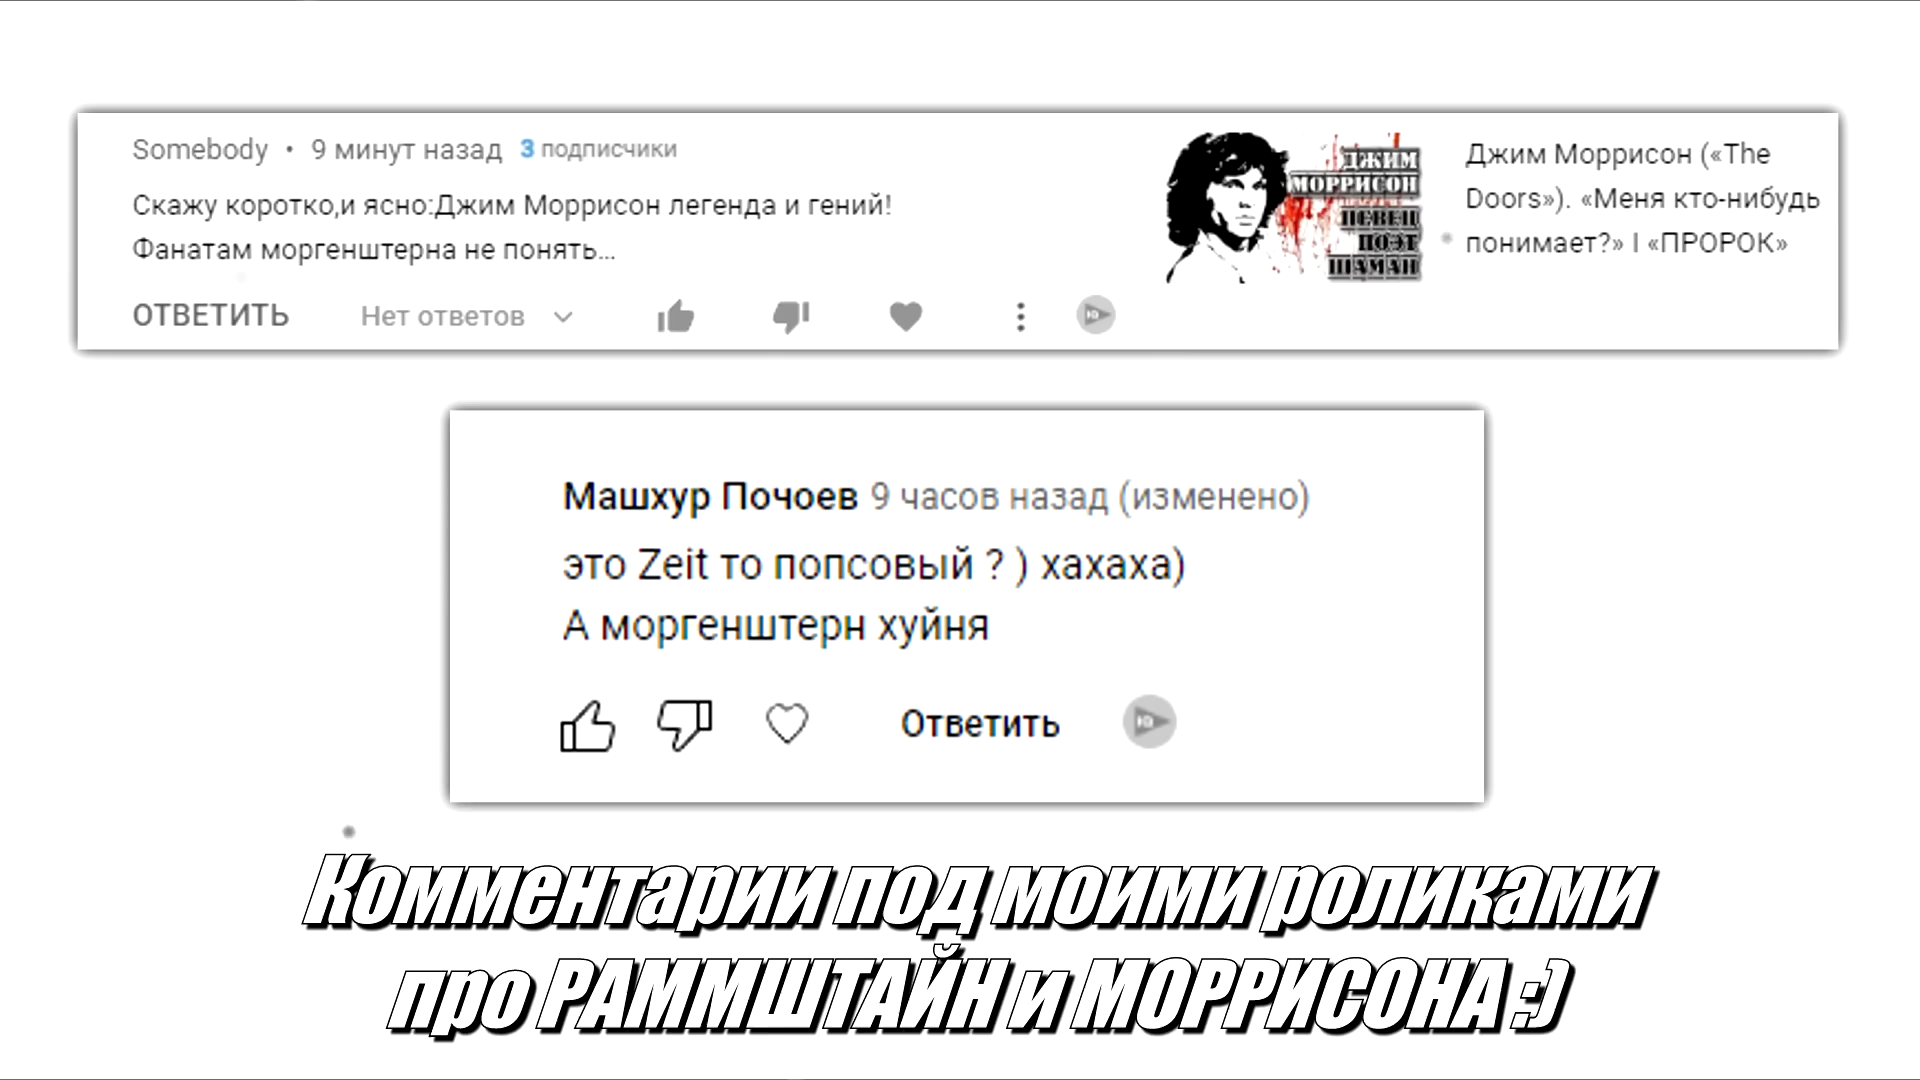 Somebody • 9 минут назад 3 подписчики
Скажу коротко,и ясно:Джим Моррисон легенда и гений!
Фанатам моргенштерна не понять...
ОТВЕТИТЬ Нет ответов
ДЖИМ
МОРРИСОН
ПЕВЕЦ
ПОЭТ
ШАМАН
Джим Моррисон («The
Doors»). «Меня кто-нибудь
понимает?» | «ПРОРОК»
Машхур Почоев 9 часов назад (изменено)
это Zeit то попсовый ? ) хахаха)
А моргенштерн хуйня
Ответить
Комментарии под моими роликами
про РАММШТАЙН и МОРРИСОНА :)